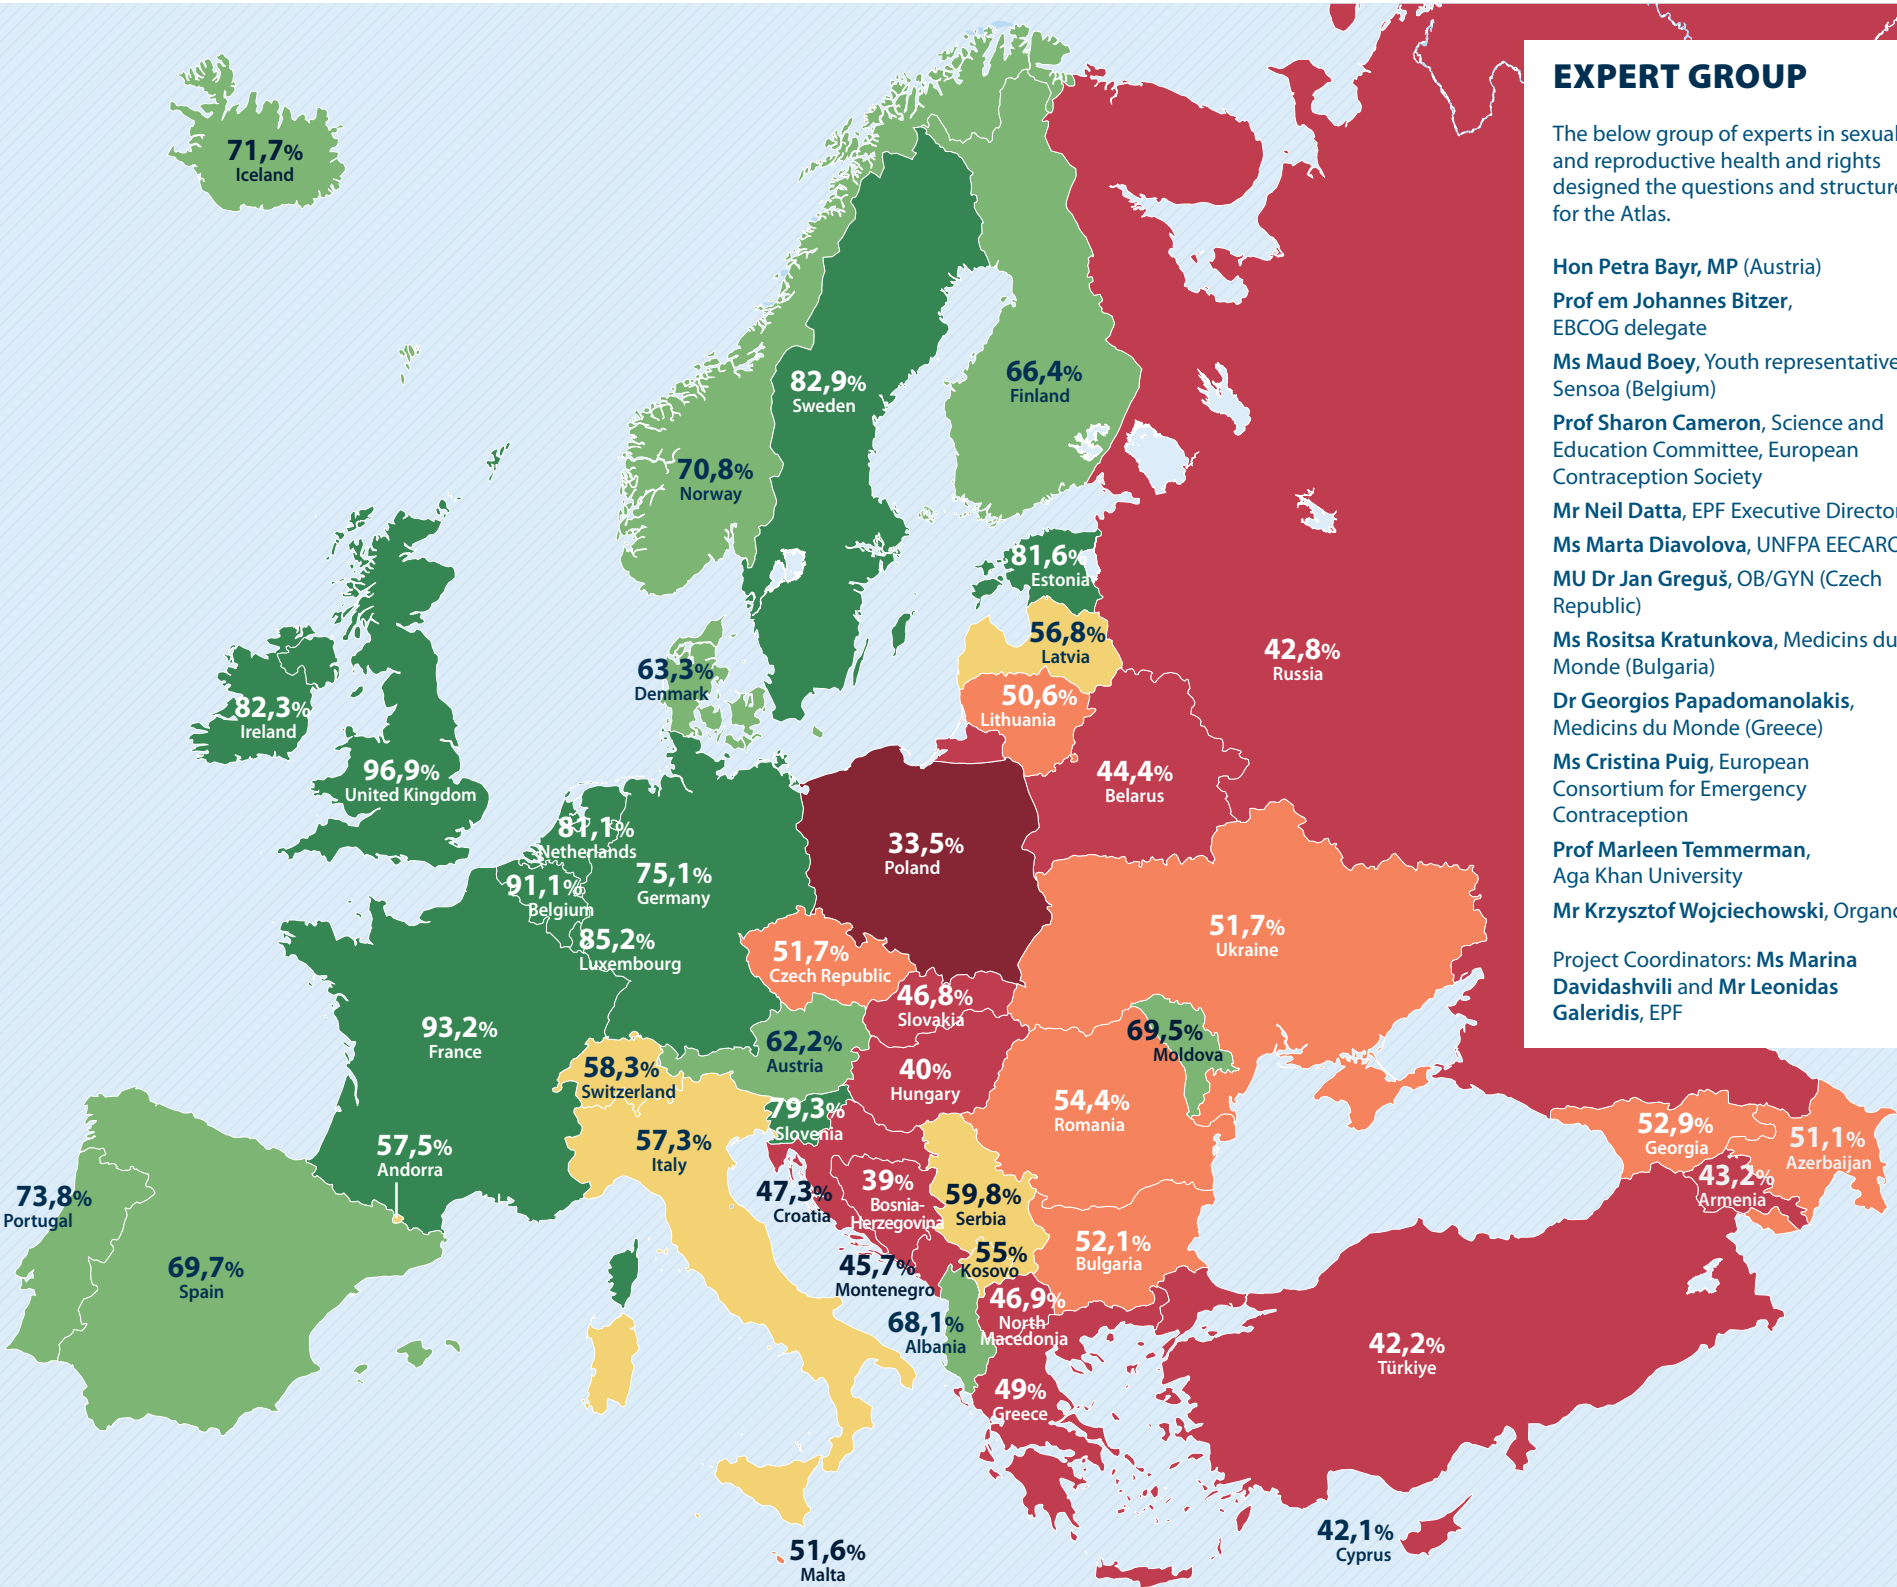 71,7%
Iceland
82,9%
Sweden
66,4%
Finland
70,8%
Norway
81,6%
Estonia
56,8%
Latvia
63,3%
Denmark
50,6%
Lithuania
42,8%
Russia
82,3%
Ireland
96,9%
United Kingdom
44,4%
Belarus
81,1%
Netherlands
33,5%
Poland
75,1%
Germany
91,1%
Belgium
51,7%
Ukraine
85,2%
Luxembourg
51,7%
Czech Republic
46,8%
Slovakia
93,2%
France
62,2%
Austria
69,5%
Moldova
58,3%
Switzerland
40%
Hungary
79,3%
Slovenia
54,4%
Romania
57,5%
Andorra
57,3%
Italy
52,9%
Georgia
51,1%
Azerbaijan
43,2%
Armenia
73,8%
Portugal
47,3%
Croatia
39%
Bosnia-
Herzegovina
59,8%
Serbia
69,7%
Spain
45,7%
Montenegro
55%
Kosovo
52,1%
Bulgaria
68,1%
Albania
46,9%
North
Macedonia
42,2%
Türkiye
49%
Greece
51,6%
Malta
42,1%
Cyprus
EXPERT GROUP
The below group of experts in sexual
and reproductive health and rights
designed the questions and structure
for the Atlas.
Hon Petra Bayr, MP (Austria)
Prof em Johannes Bitzer,
EBCOG delegate
Ms Maud Boey, Youth representative
Sensoa (Belgium)
Prof Sharon Cameron, Science and
Education Committee, European
Contraception Society
Mr Neil Datta, EPF Executive Director
Ms Marta Diavolova, UNFPA EECARO
MU Dr Jan Greguš, OB/GYN (Czech
Republic)
Ms Rositsa Kratunkova, Medicins du
Monde (Bulgaria)
Dr Georgios Papadomanolakis,
Medicins du Monde (Greece)
Ms Cristina Puig, European
Consortium for Emergency
Contraception
Prof Marleen Temmerman,
Aga Khan University
Mr Krzysztof Wojciechowski,
Project Coordinators: Ms Marina
Davidashvili and Mr Leonidas
Galeridis, EPF